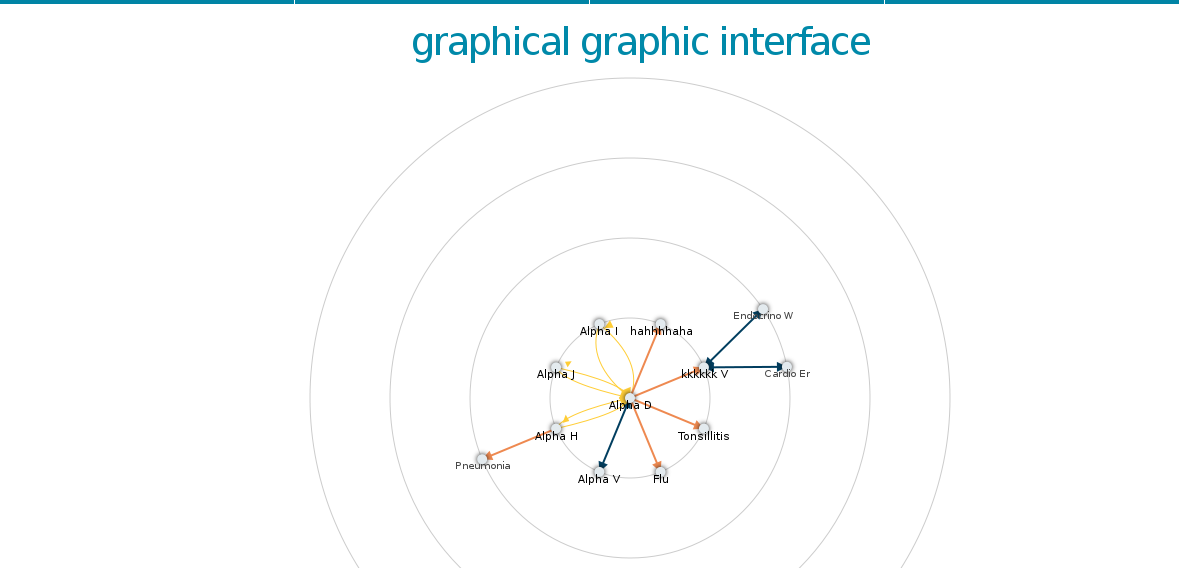 graphical graphic interface
Endocrino W
Alpha I
hahhhhaha
Alpha J
kkkkkk V
Cardio Er
Alpha D
Alpha H
Tonsillitis
Pneumonia
Alpha V
Flu